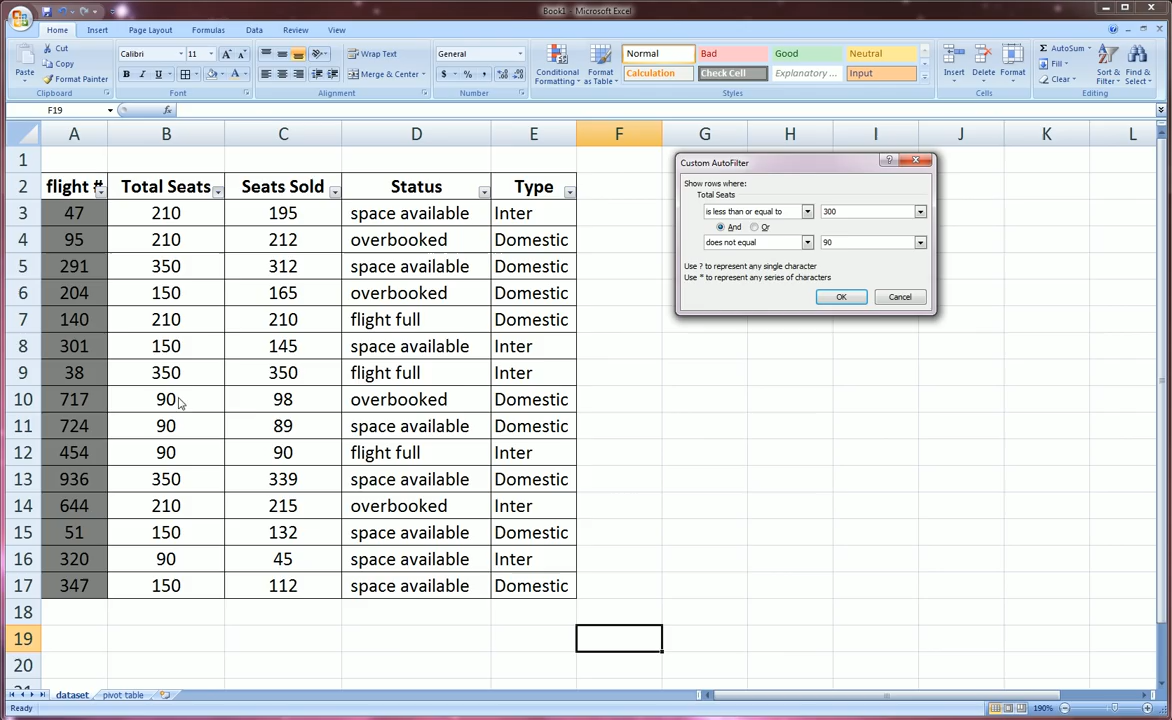 Book1 - Microsoft Excel
Home Insert Page Layout Formulas Data Review View
Cut
Copy
Format Painter
Paste
Clipboard
Calibri 11
B I U
Font
Wrap Text
Merge & Center
Alignment
General
$ % ,
Number
Conditional Formatting
Format as Table
Normal Bad Good Neutral
Calculation Check Cell Explanatory ... Input
Styles
Insert Delete Format
Cells
AutoSum
Fill
Clear
Sort & Filter
Find & Select
Editing
F19 fx
A B C D E F G H I J K L
1
2 flight # Total Seats Seats Sold Status Type
3 47 210 195 space available Inter
4 95 210 212 overbooked Domestic
5 291 350 312 space available Domestic
6 204 150 165 overbooked Domestic
7 140 210 210 flight full Domestic
8 301 150 145 space available Inter
9 38 350 350 flight full Inter
10 717 90 98 overbooked Domestic
11 724 90 89 space available Domestic
12 454 90 90 flight full Inter
13 936 350 339 space available Domestic
14 644 210 215 overbooked Inter
15 51 150 132 space available Domestic
16 320 90 45 space available Inter
17 347 150 112 space available Domestic
18
19
20
Custom AutoFilter
Show rows where:
Total Seats
is less than or equal to 300
And Or
does not equal 90
Use ? to represent any single character
Use * to represent any series of characters
OK Cancel
dataset pivot table
Ready 190%